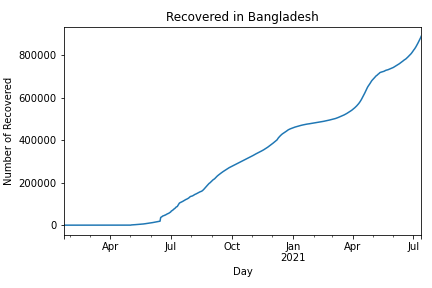 Recovered in Bangladesh
Number of Recovered
800000
600000
400000
200000
0
Apr Jul Oct Jan Apr Jul
2021
Day